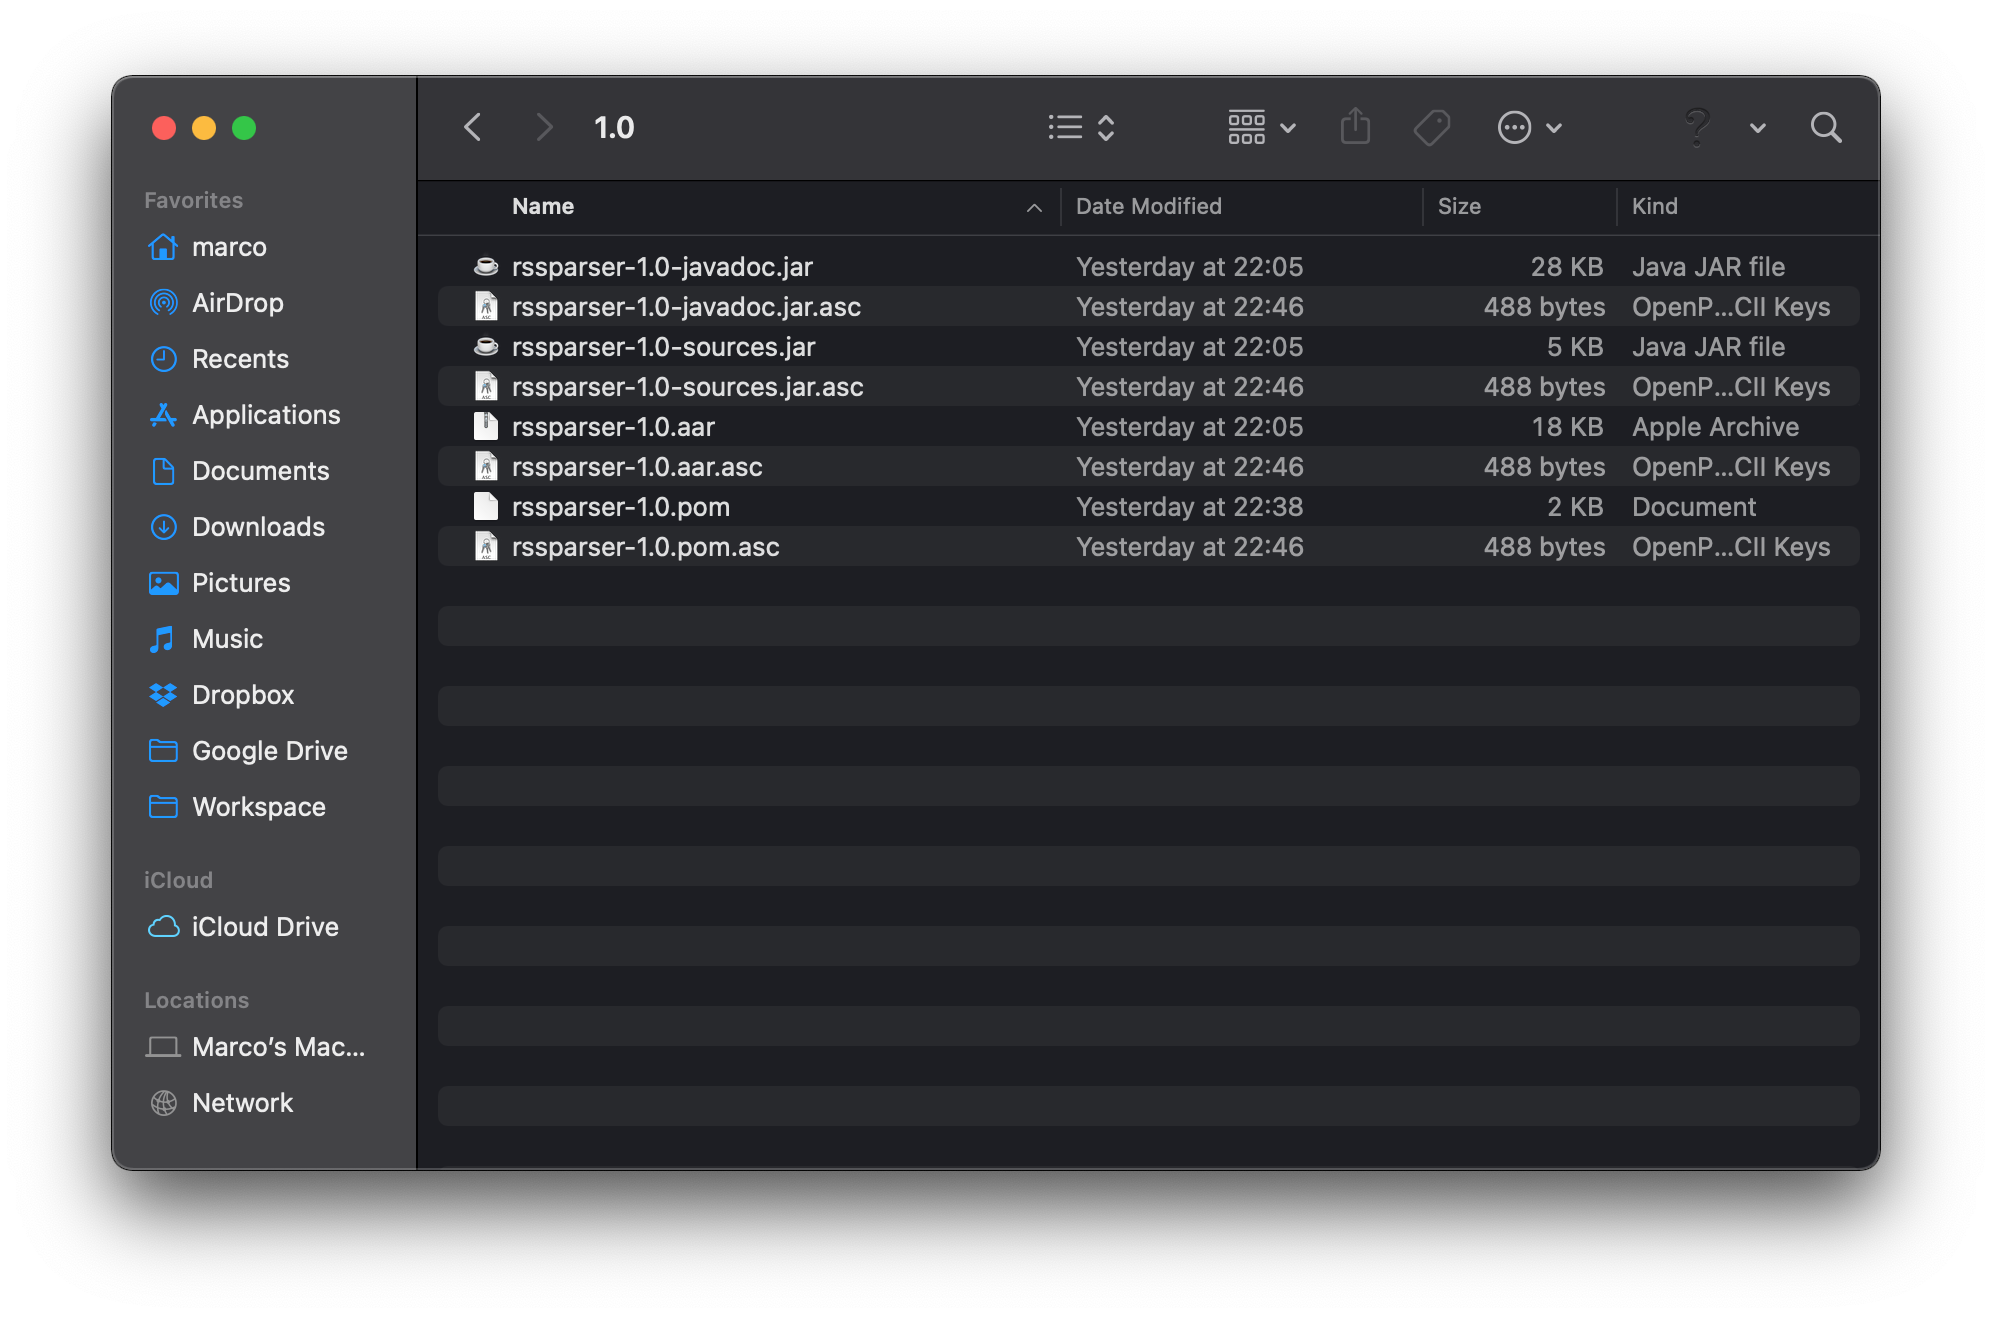 1.0
Favorites
marco
AirDrop
Recents
Applications
Documents
Downloads
Pictures
Music
Dropbox
Google Drive
Workspace
iCloud
iCloud Drive
Locations
Marco’s Mac...
Network
Name Date Modified Size Kind
rssparser-1.0-javadoc.jar Yesterday at 22:05 28 KB Java JAR file
rssparser-1.0-javadoc.jar.asc Yesterday at 22:46 488 bytes OpenP...CII Keys
rssparser-1.0-sources.jar Yesterday at 22:05 5 KB Java JAR file
rssparser-1.0-sources.jar.asc Yesterday at 22:46 488 bytes OpenP...CII Keys
rssparser-1.0.aar Yesterday at 22:05 18 KB Apple Archive
rssparser-1.0.aar.asc Yesterday at 22:46 488 bytes OpenP...CII Keys
rssparser-1.0.pom Yesterday at 22:38 2 KB Document
rssparser-1.0.pom.asc Yesterday at 22:46 488 bytes OpenP...CII Keys